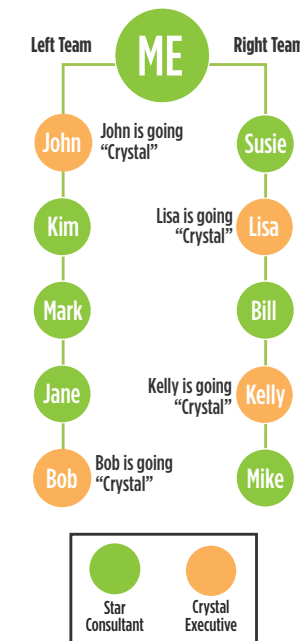 Left Team
ME
Right Team
John
John is going
"Crystal"
Susie
Kim
Lisa is going
"Crystal"
Lisa
Mark
Bill
Jane
Kelly is going
"Crystal"
Kelly
Bob
Bob is going
"Crystal"
Mike
Star
Consultant
Crystal
Executive